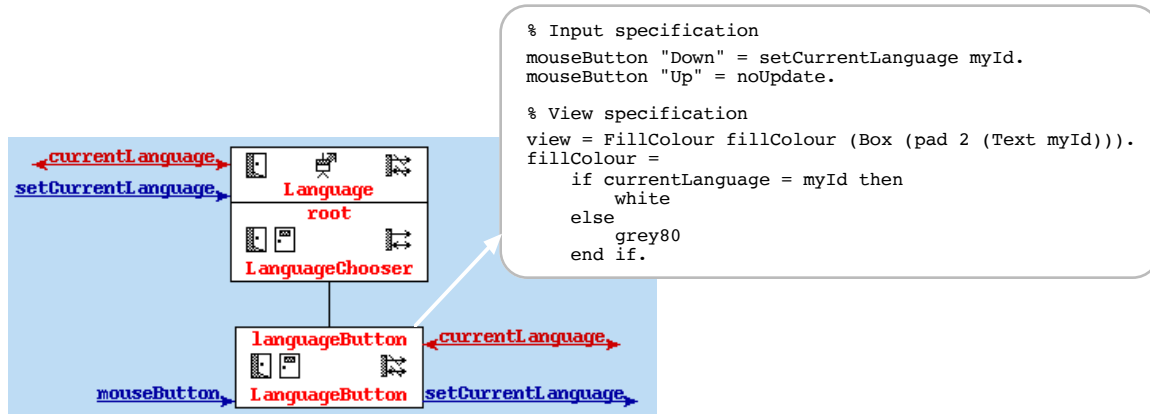 % Input specification
mouseButton "Down" = setCurrentLanguage myId.
mouseButton "Up" = noUpdate.
% View specification
view = FillColour fillColour (Box (pad 2 (Text myId))).
fillColour =
if currentLanguage = myId then
white
else
grey80
end if.
currentLanguage
setCurrentLanguage
Language
root
LanguageChooser
languageButton
currentLanguage
mouseButton
LanguageButton
setCurrentLanguage